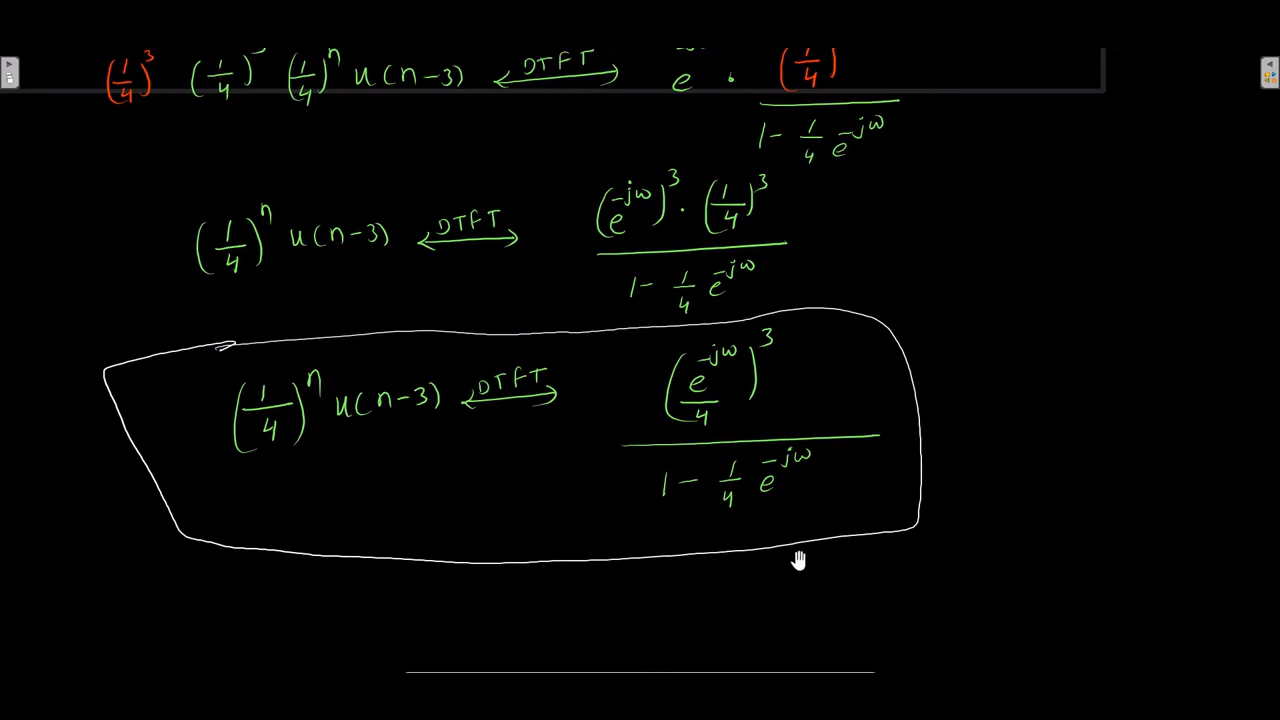 (1/4)^3 (1/4) (1/4)^n u(n-3) <-- DTFT --> e · (1/4) / (1 - 1/4 e^{-jω})
(1/4)^n u(n-3) <-- DTFT --> (e^{-jω})^3 · (1/4)^3 / (1 - 1/4 e^{-jω})
(1/4)^n u(n-3) <-- DTFT --> (e^{-jω}/4)^3 / (1 - 1/4 e^{-jω})